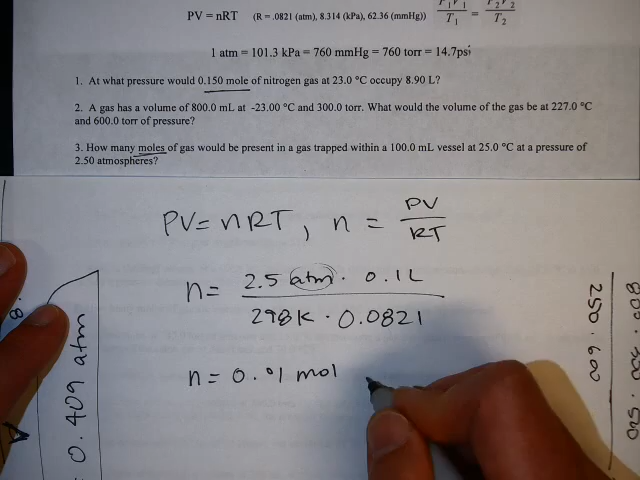 PV = nRT (R = .0821 (atm), 8.314 (kPa), 62.36 (mmHg)) P₁V₁/T₁ = P₂V₂/T₂
1 atm = 101.3 kPa = 760 mmHg = 760 torr = 14.7psi
1. At what pressure would 0.150 mole of nitrogen gas at 23.0 °C occupy 8.90 L?
2. A gas has a volume of 800.0 mL at -23.00 °C and 300.0 torr. What would the volume of the gas be at 227.0 °C
and 600.0 torr of pressure?
3. How many moles of gas would be present in a gas trapped within a 100.0 mL vessel at 25.0 °C at a pressure of
2.50 atmospheres?
PV = nRT, n = PV/RT
n = 2.5 atm · 0.1L
298K · 0.0821
n = 0.01 mol
0.409 atm
250 · 600